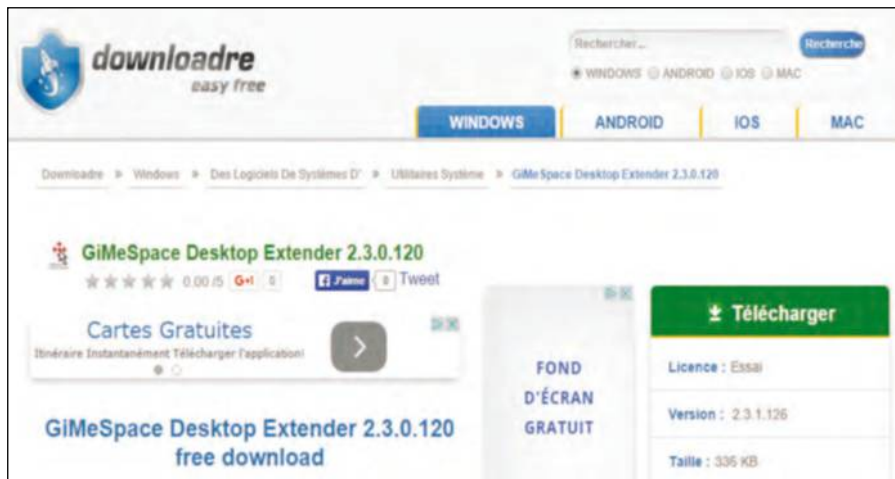 downloadre
easy free
Rechercher...
Recherche
WINDOWS ANDROID IOS MAC
WINDOWS ANDROID IOS MAC
Downloadre » Windows » Des Logiciels De Systèmes D' » Utilitaires Système » GiMeSpace Desktop Extender 2.3.0.120
GiMeSpace Desktop Extender 2.3.0.120
0.00 /5 G+1 0 J'aime 0 Tweet
Cartes Gratuites
Itinéraire Instantanément Télécharger l'application!
FOND
D'ÉCRAN
GRATUIT
Télécharger
Licence : Essai
Version : 2.3.1.126
Taille : 336 KB
GiMeSpace Desktop Extender 2.3.0.120
free download